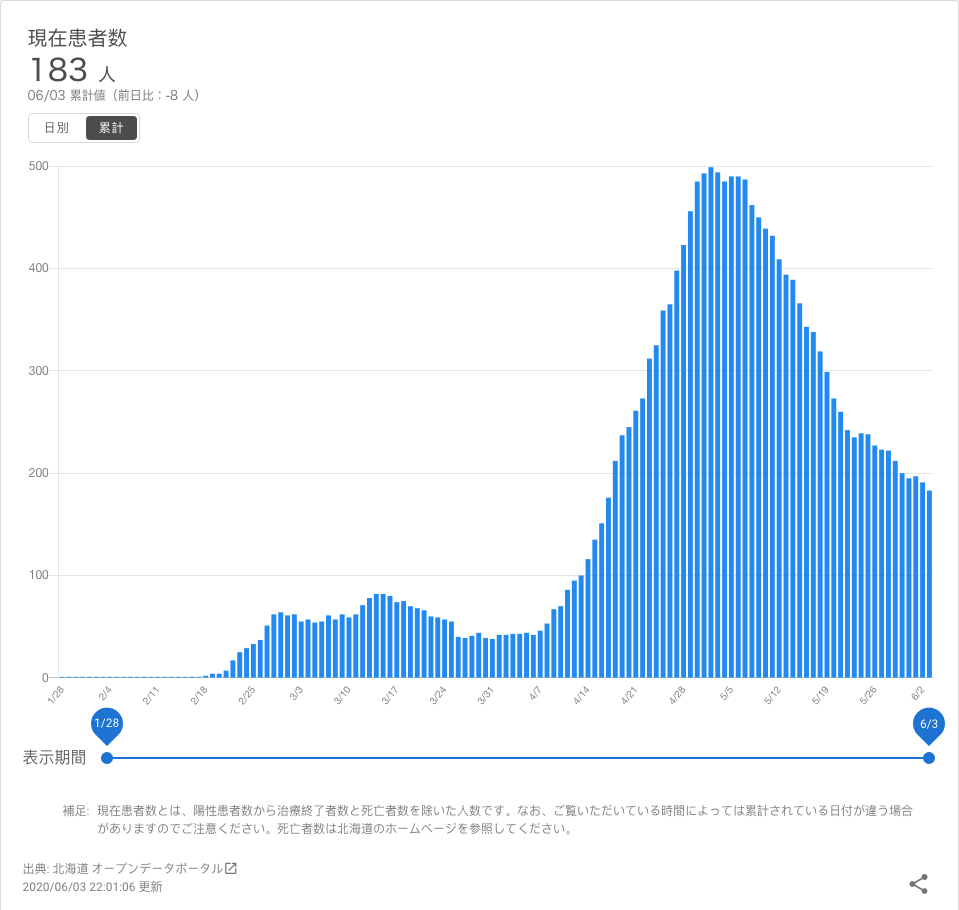 現在患者数
183 人
06/03 累計値（前日比：-8 人）
日別 累計
500
400
300
200
100
0
1/28 2/4 2/11 2/18 2/25 3/3 3/10 3/17 3/24 3/31 4/7 4/14 4/21 4/28 5/5 5/12 5/19 5/26 6/2
1/28 6/3
表示期間
補足: 現在患者数とは、陽性患者数から治療終了者数と死亡者数を除いた人数です。なお、ご覧いただいている時間によっては累計されている日付が違う場合
がありますのでご注意ください。死亡者数は北海道のホームページを参照してください。
出典: 北海道 オープンデータポータル
2020/06/03 22:01:06 更新